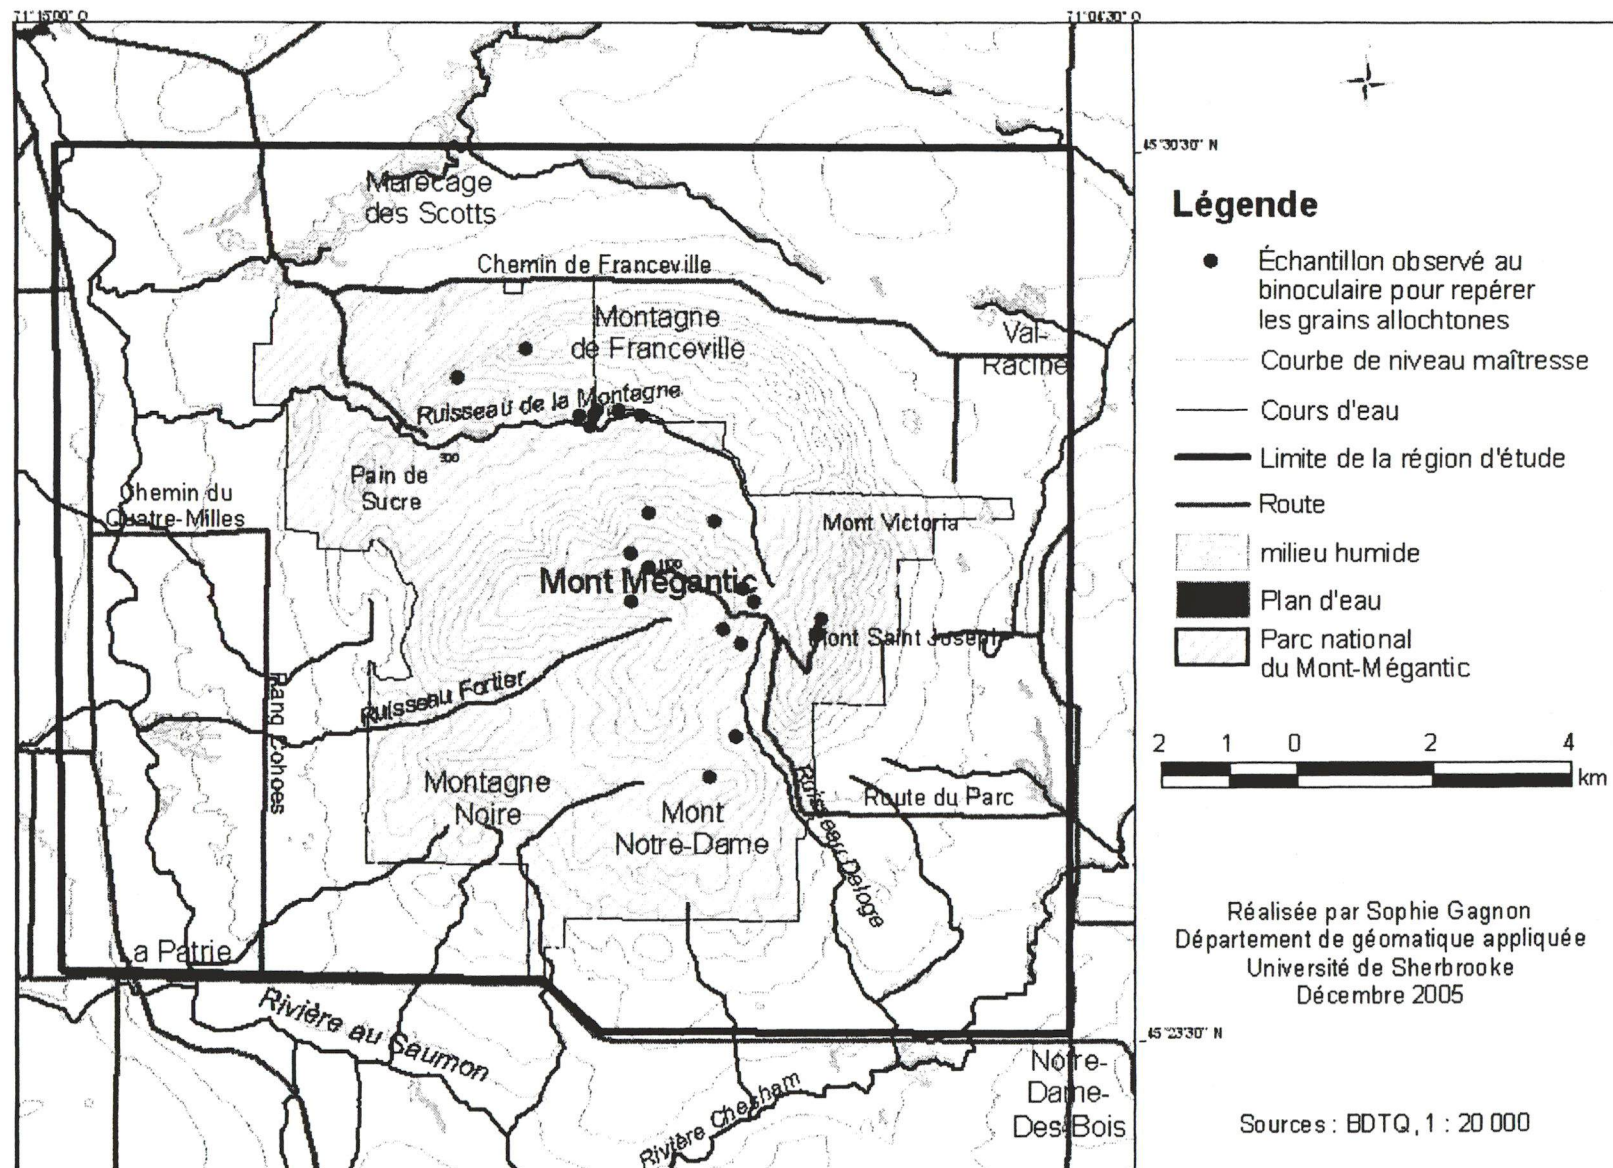 71°15'00" O
71°04'30" O
45°30'30" N
Marécage
des Scotts
Chemin de Franceville
Montagne
de Franceville
Val-
Racine
Ruisseau de la Montagne
900
Pain de
Sucre
Chemin du
Quatre-Milles
Mont Victoria
1100
Mont Mégantic
Mont Saint Joseph
Ruisseau Fortier
Rang Cohoes
Montagne
Noire
Mont
Notre-Dame
Route du Parc
Ruisseau Deloge
a Patrie
Rivière au Saumon
Rivière Chesham
45°23'30" N
Notre-
Dame-
Des-Bois
Légende
Échantillon observé au
binoculaire pour repérer
les grains allochtones
Courbe de niveau maîtresse
Cours d'eau
Limite de la région d'étude
Route
milieu humide
Plan d'eau
Parc national
du Mont-Mégantic
2 1 0 2 4
km
Réalisée par Sophie Gagnon
Département de géomatique appliquée
Université de Sherbrooke
Décembre 2005
Sources : BDTQ, 1 : 20 000